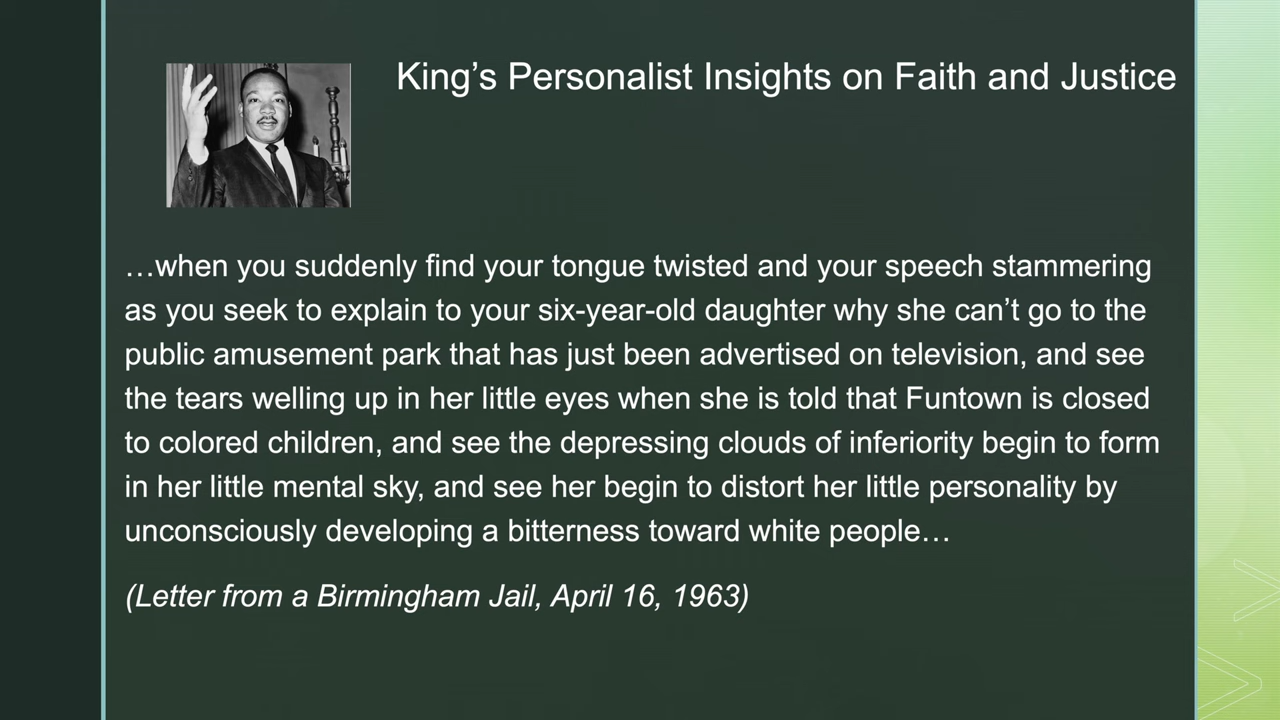 King’s Personalist Insights on Faith and Justice
…when you suddenly find your tongue twisted and your speech stammering
as you seek to explain to your six-year-old daughter why she can’t go to the
public amusement park that has just been advertised on television, and see
the tears welling up in her little eyes when she is told that Funtown is closed
to colored children, and see the depressing clouds of inferiority begin to form
in her little mental sky, and see her begin to distort her little personality by
unconsciously developing a bitterness toward white people…
(Letter from a Birmingham Jail, April 16, 1963)